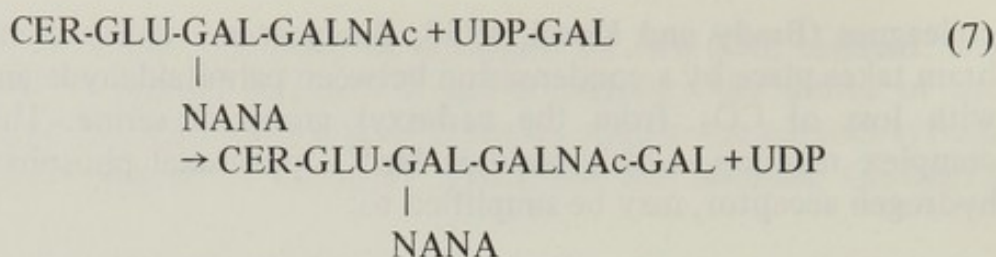 CER-GLU-GAL-GALNAc + UDP-GAL (7)
|
NANA
→ CER-GLU-GAL-GALNAc-GAL + UDP
|
NANA